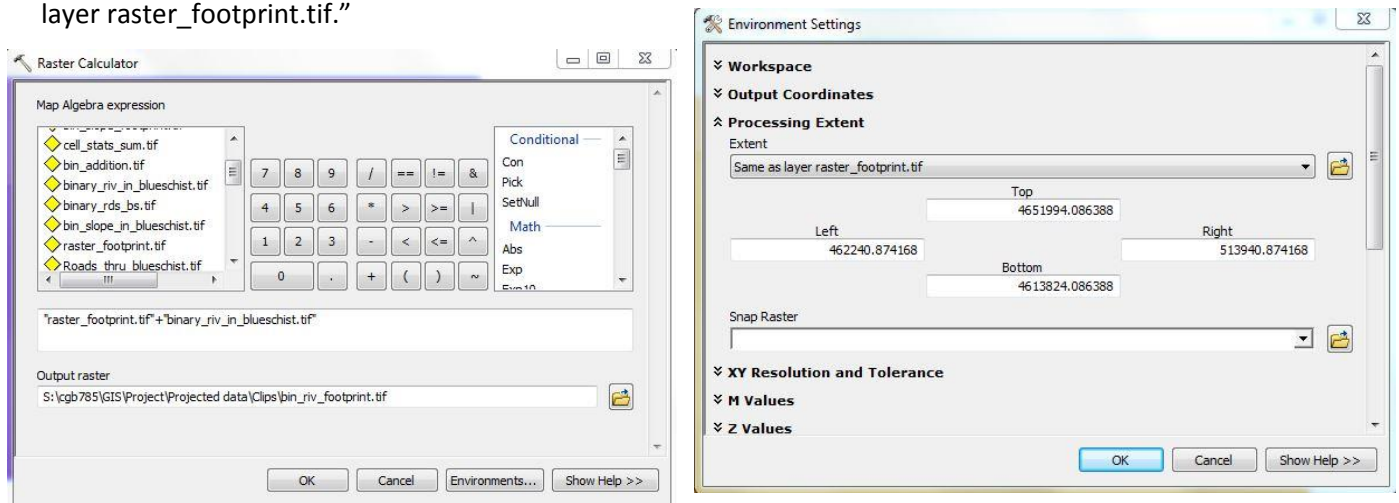 layer raster_footprint.tif.”
Raster Calculator
Map Algebra expression
cell_stats_sum.tif
bin_addition.tif
binary_riv_in_blueschist.tif
binary_rds_bs.tif
bin_slope_in_blueschist.tif
raster_footprint.tif
Roads_thru_blueschist.tif
7 8 9 / == != &
4 5 6 * > >= |
1 2 3 - < <= ^
0 . + ( ) ~
Conditional
Con
Pick
SetNull
Math
Abs
Exp
Exp10
"raster_footprint.tif"+"binary_riv_in_blueschist.tif"
Output raster
S:\cgb785\GIS\Project\Projected data\Clips\bin_riv_footprint.tif
OK Cancel Environments... Show Help >>
Environment Settings
Workspace
Output Coordinates
Processing Extent
Extent
Same as layer raster_footprint.tif
Top
4651994.086388
Left Right
462240.874168 513940.874168
Bottom
4613824.086388
Snap Raster
XY Resolution and Tolerance
M Values
Z Values
OK Cancel Show Help >>